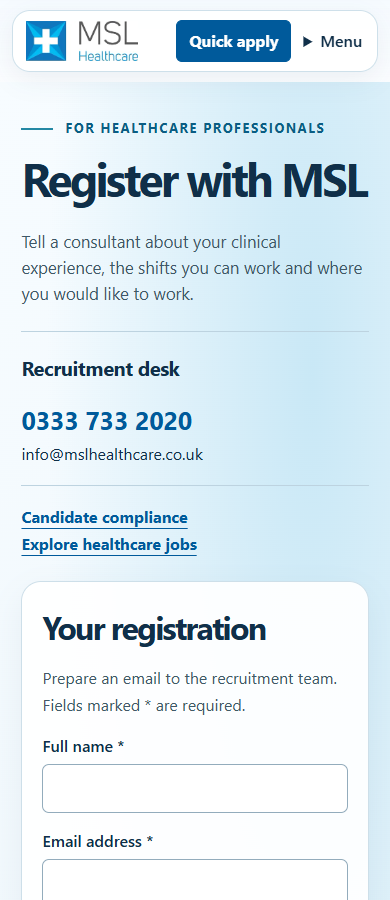 MSL
Healthcare
Quick apply
Menu
FOR HEALTHCARE PROFESSIONALS
Register with MSL
Tell a consultant about your clinical
experience, the shifts you can work and where
you would like to work.
Recruitment desk
0333 733 2020
info@mslhealthcare.co.uk
Candidate compliance
Explore healthcare jobs
Your registration
Prepare an email to the recruitment team.
Fields marked * are required.
Full name *
Email address *